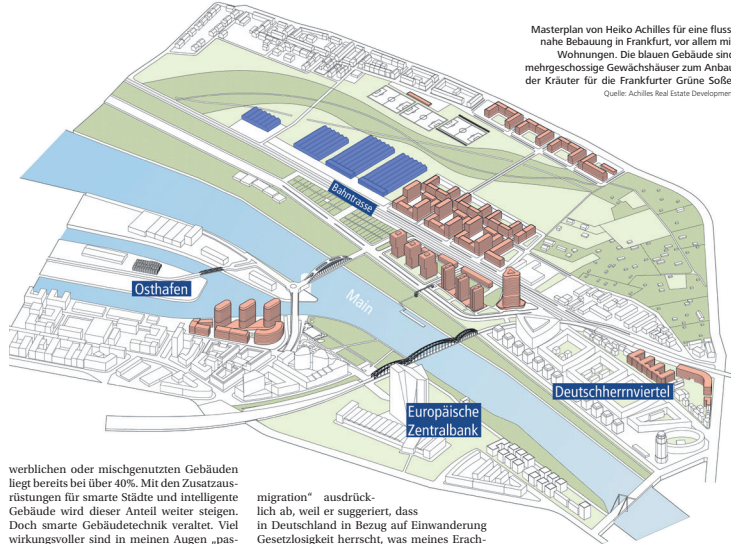 Masterplan von Heiko Achilles für eine fluss-
nahe Bebauung in Frankfurt, vor allem mi
Wohnungen. Die blauen Gebäude sind
mehrgeschossige Gewächshäuser zum Anbau
der Kräuter für die Frankfurter Grüne Soße
Quelle: Achilles Real Estate Developmen
Bahntrasse
Osthafen
Main
Deutschherrnviertel
Europäische
Zentralbank
werblichen oder mischgenutzten Gebäuden
liegt bereits bei über 40%. Mit den Zusatzaus-
rüstungen für smarte Städte und intelligente
Gebäude wird dieser Anteil weiter steigen.
Doch smarte Gebäudetechnik veraltet. Viel
wirkungsvoller sind in meinen Augen „pas-
migration“ ausdrück-
lich ab, weil er suggeriert, dass
in Deutschland in Bezug auf Einwanderung
Gesetzlosigkeit herrscht, was meines Erach-